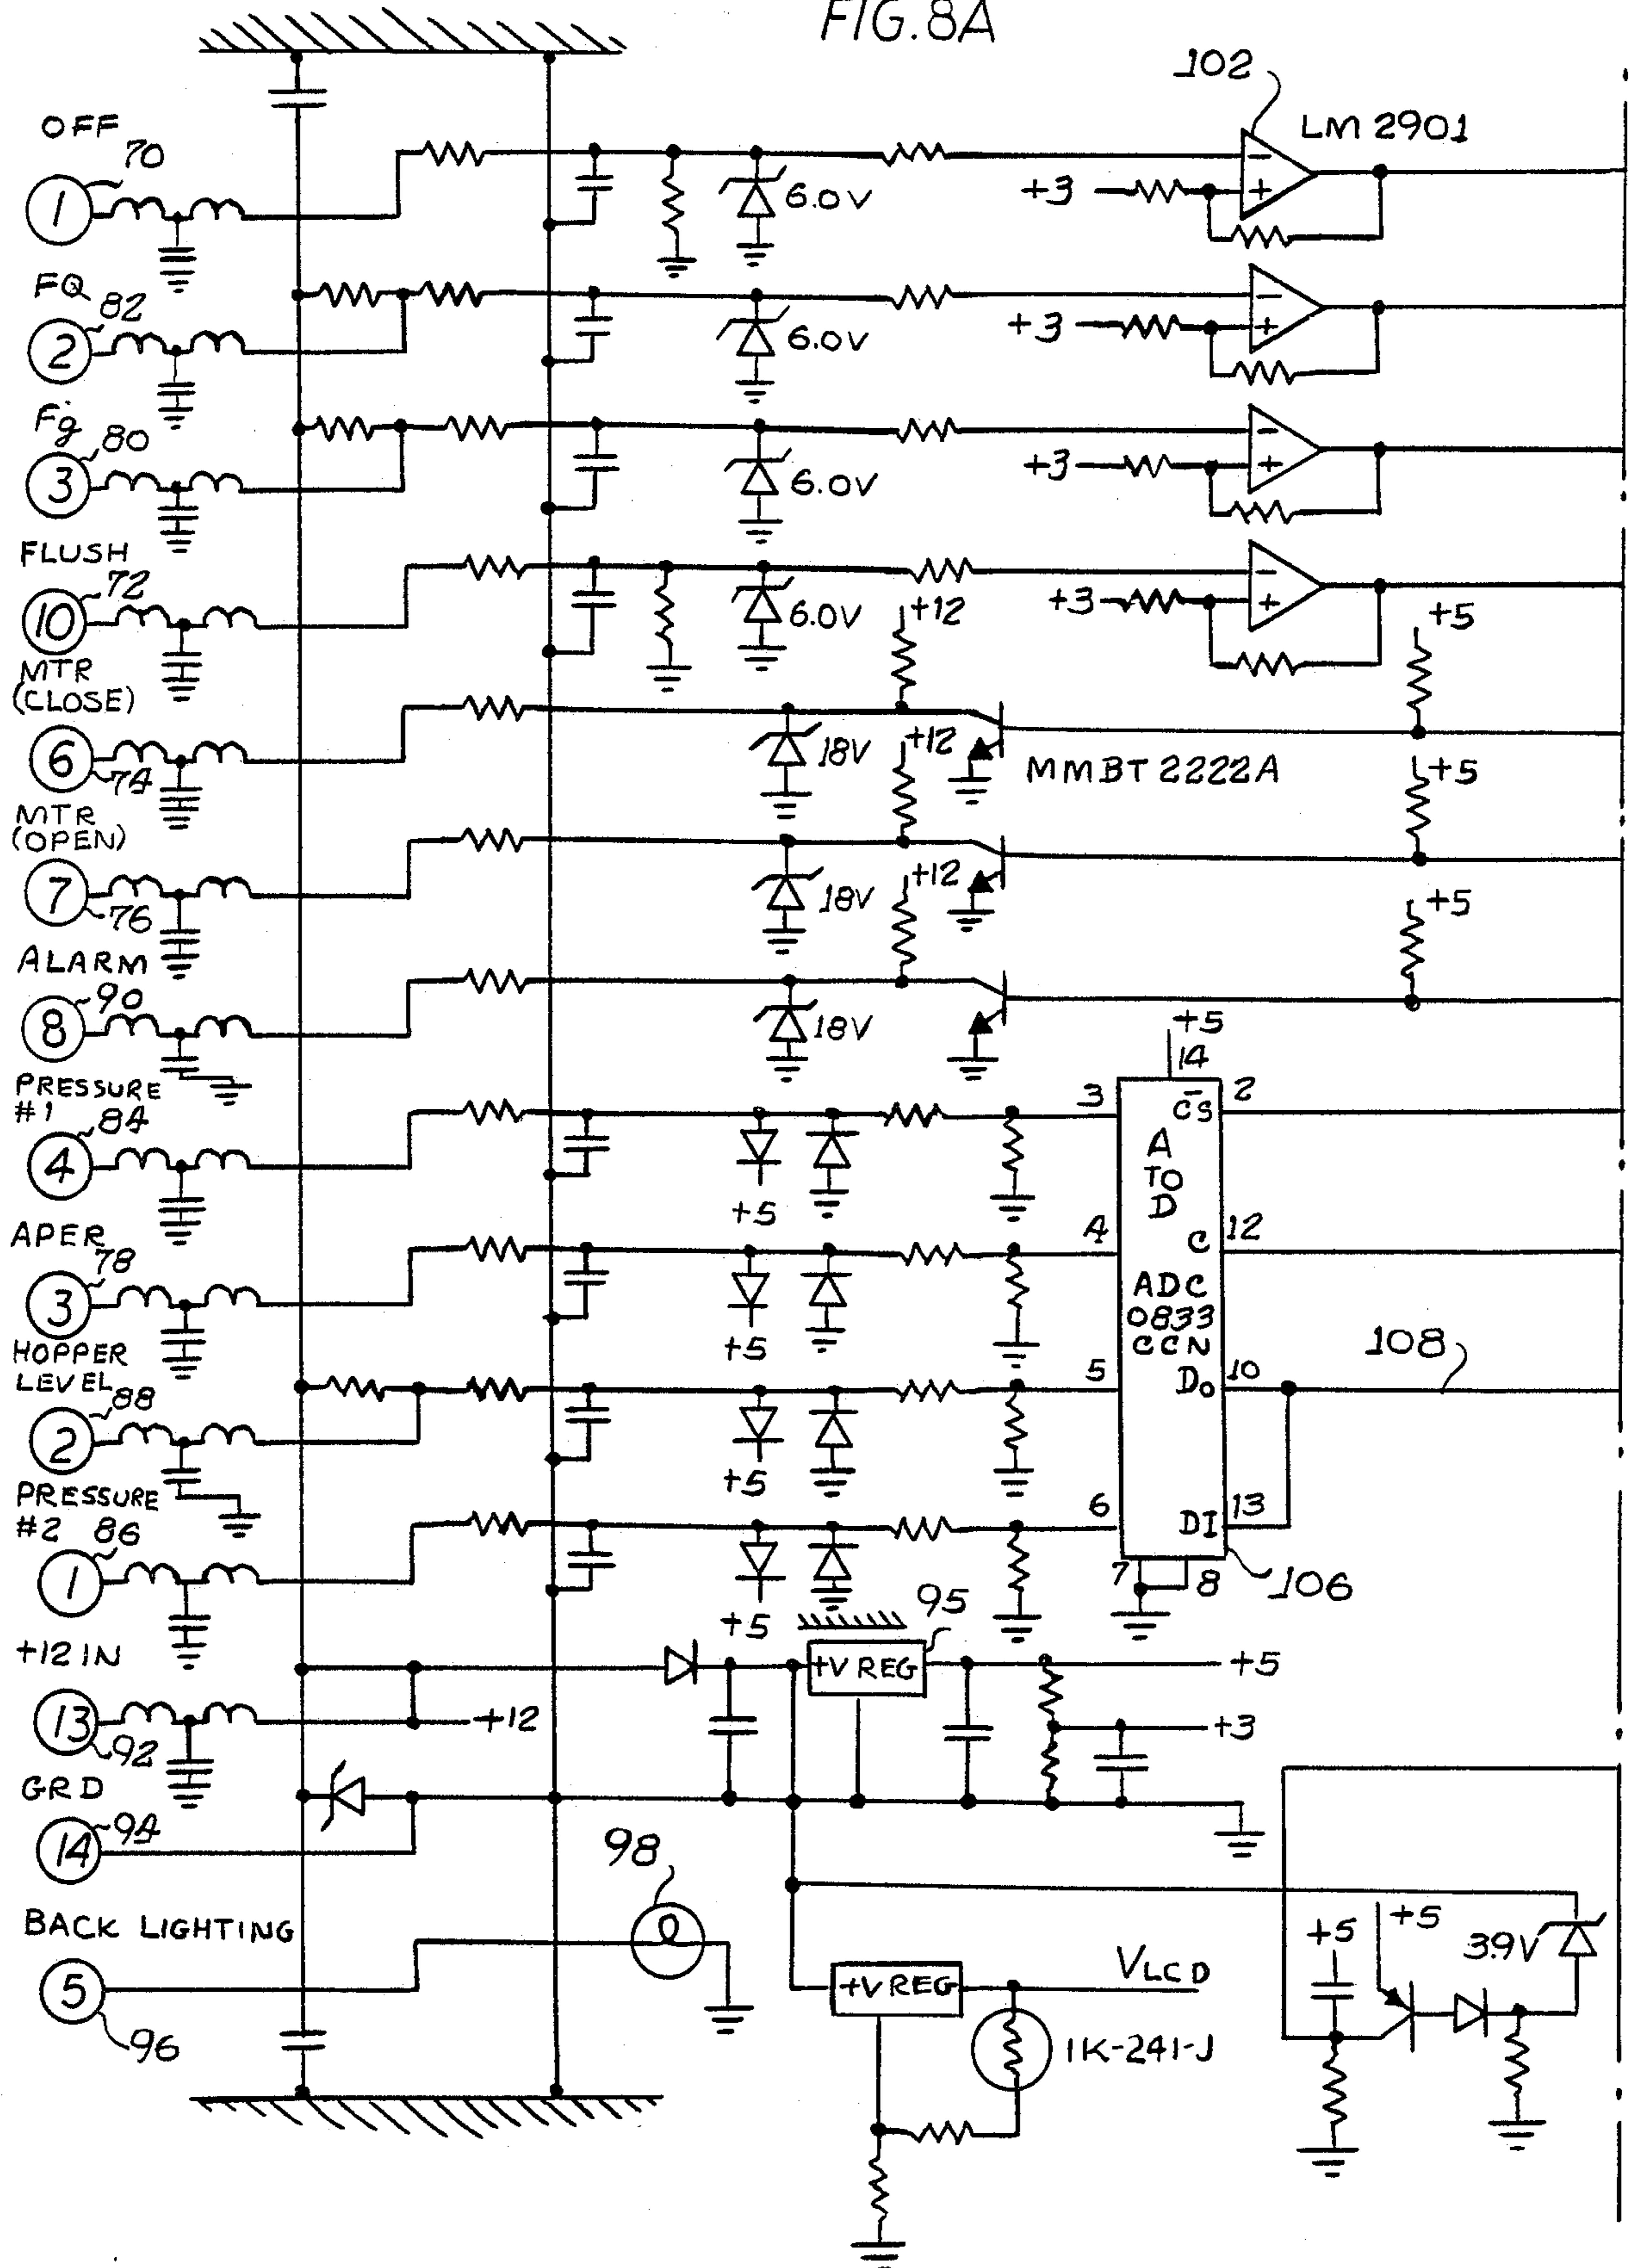 FIG. 8A
102
LM 2901
OFF
70
1
6.0V
+3
-
+
FQ
82
2
6.0V
+3
-
+
Fg
80
3
6.0V
+3
-
+
FLUSH
72
10
6.0V
+3
-
+
+12
+5
MTR
(CLOSE)
6
74
18V
+12
MMBT 2222A
+5
MTR
(OPEN)
7
76
18V
+12
+5
ALARM
90
8
18V
+5
14
PRESSURE
#1
84
4
+5
3
CS
2
A
TO
D
APER
78
3
+5
4
C
12
ADC
0833
CCN
108
HOPPER
LEVEL
88
2
+5
5
Do
10
PRESSURE
#2
86
1
+5
6
DI
13
7
8
106
95
+12 IN
+V REG
+5
13
92
+12
+3
GRD
94
14
98
BACK LIGHTING
5
96
+V REG
VLCD
1K-241-J
+5
+5
3.9V